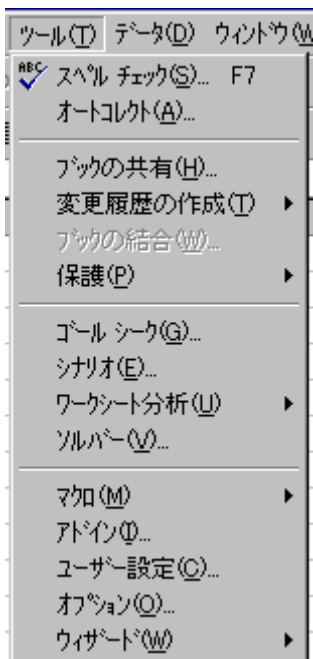 ツール(T) データ(D) ウィンドウ(W
ABC スペル チェック(S)... F7
オートコレクト(A)...
ブックの共有(H)...
変更履歴の作成(T)
ブックの結合(W)...
保護(P)
ゴール シーク(G)...
シナリオ(E)...
ワークシート分析(U)
ソルバー(V)...
マクロ(M)
アドイン(I)...
ユーザー設定(C)...
オプション(O)...
ウィザード(W)